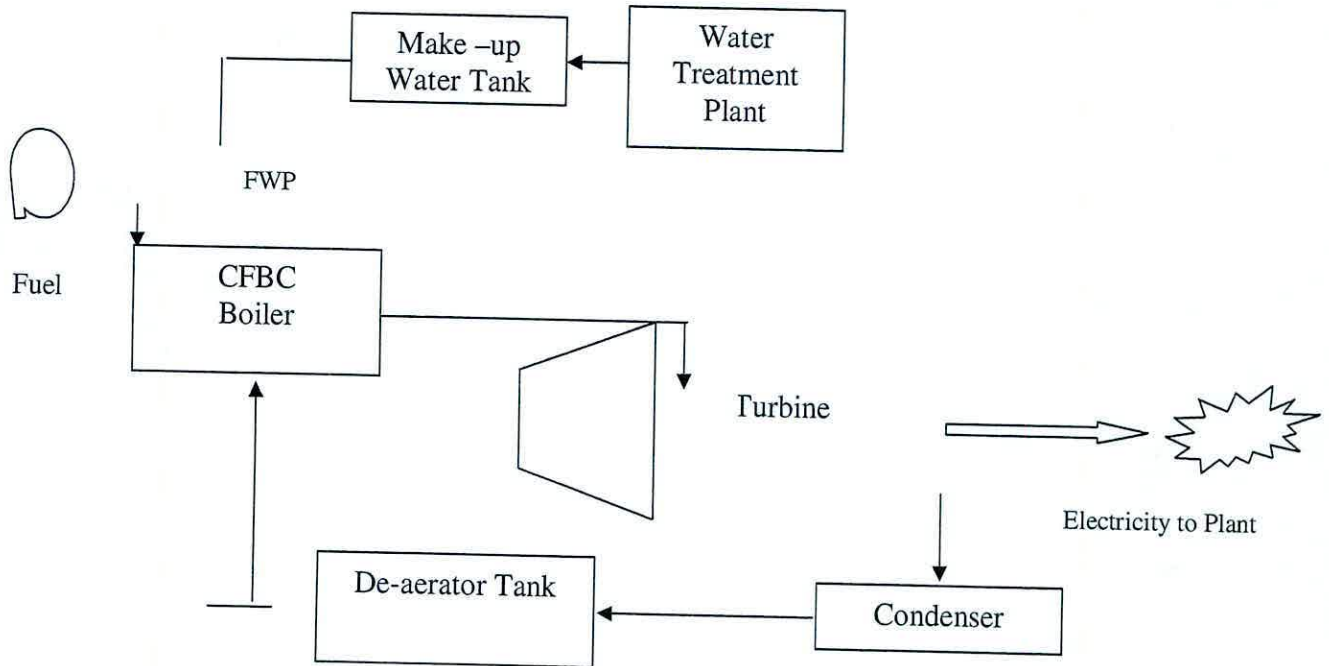 Make –up
Water Tank
Water
Treatment
Plant
FWP
Fuel
CFBC
Boiler
Turbine
Electricity to Plant
De-aerator Tank
Condenser